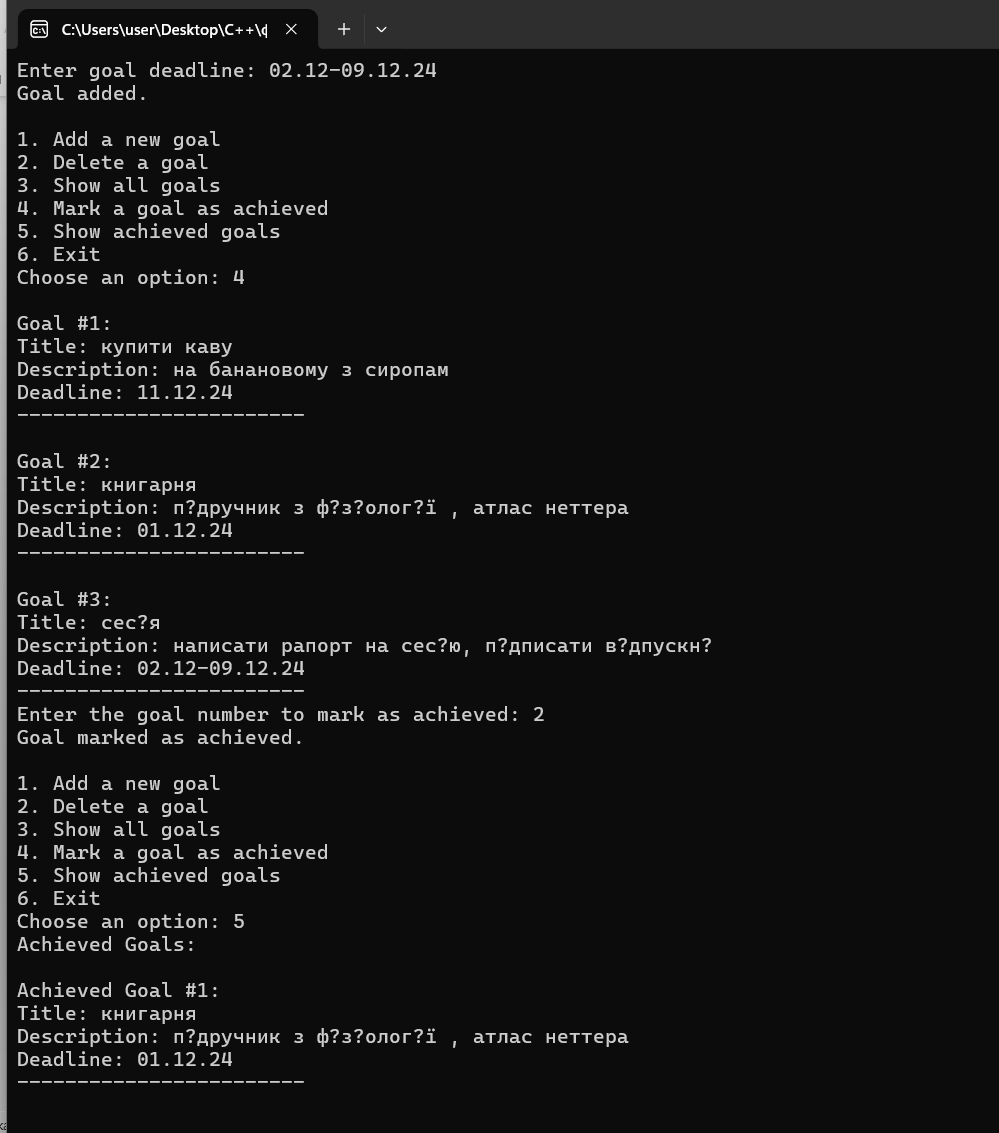 C:\Users\user\Desktop\C++\ф
Enter goal deadline: 02.12-09.12.24
Goal added.
1. Add a new goal
2. Delete a goal
3. Show all goals
4. Mark a goal as achieved
5. Show achieved goals
6. Exit
Choose an option: 4
Goal #1:
Title: купити каву
Description: на банановому з сиропам
Deadline: 11.12.24
------------------------
Goal #2:
Title: книгарня
Description: п?дручник з ф?з?олог?ї , атлас неттера
Deadline: 01.12.24
------------------------
Goal #3:
Title: сес?я
Description: написати рапорт на сес?ю, п?дписати в?дпускн?
Deadline: 02.12-09.12.24
------------------------
Enter the goal number to mark as achieved: 2
Goal marked as achieved.
1. Add a new goal
2. Delete a goal
3. Show all goals
4. Mark a goal as achieved
5. Show achieved goals
6. Exit
Choose an option: 5
Achieved Goals:
Achieved Goal #1:
Title: книгарня
Description: п?дручник з ф?з?олог?ї , атлас неттера
Deadline: 01.12.24
------------------------